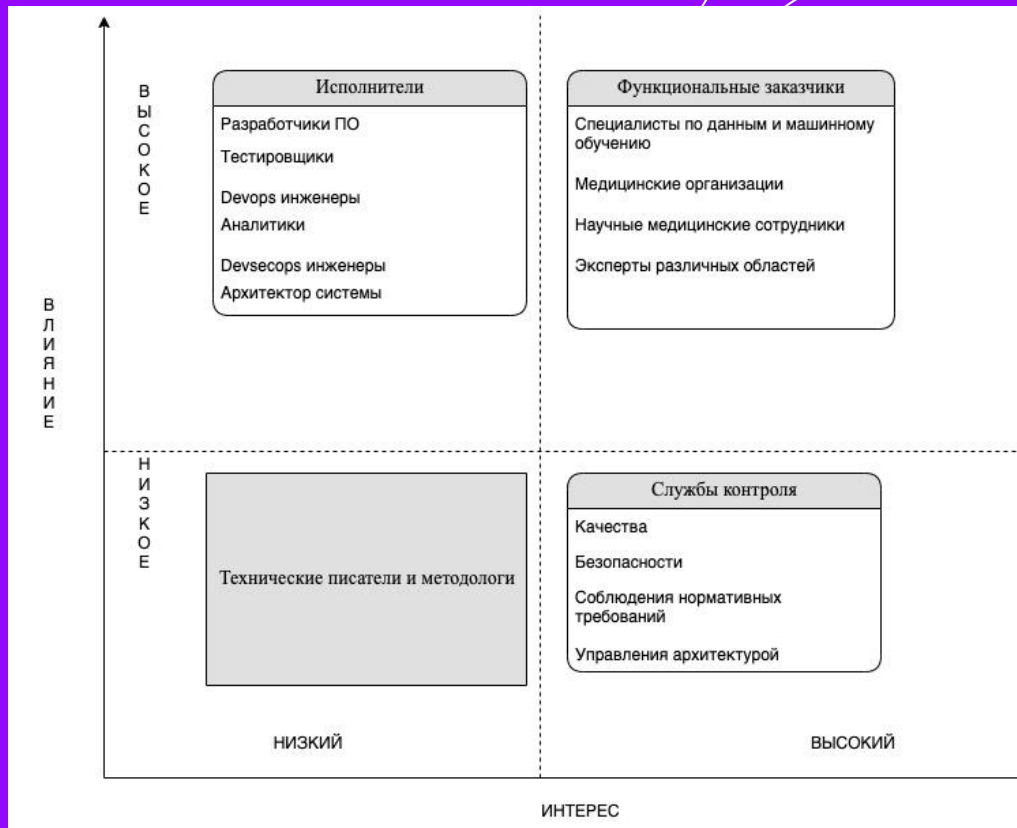 ВЛИЯНИЕ
ВЫСОКОЕ
Исполнители
Разработчики ПО
Тестировщики
Devops инженеры
Аналитики
Devsecops инженеры
Архитектор системы
Функциональные заказчики
Специалисты по данным и машинному
обучению
Медицинские организации
Научные медицинские сотрудники
Эксперты различных областей
НИЗКОЕ
Технические писатели и методологи
Службы контроля
Качества
Безопасности
Соблюдения нормативных
требований
Управления архитектурой
НИЗКИЙ
ВЫСОКИЙ
ИНТЕРЕС